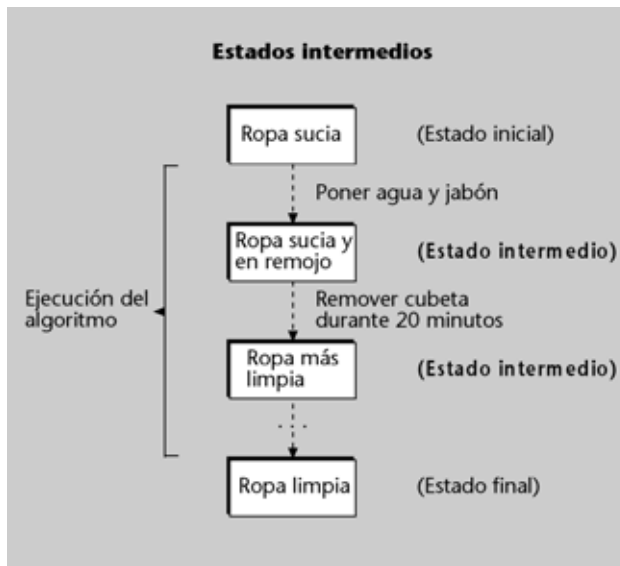 Estados intermedios
Ropa sucia
(Estado inicial)
Poner agua y jabón
Ropa sucia y
en remojo
(Estado intermedio)
Ejecución del
algoritmo
Remover cubeta
durante 20 minutos
Ropa más
limpia
(Estado intermedio)
...
Ropa limpia
(Estado final)